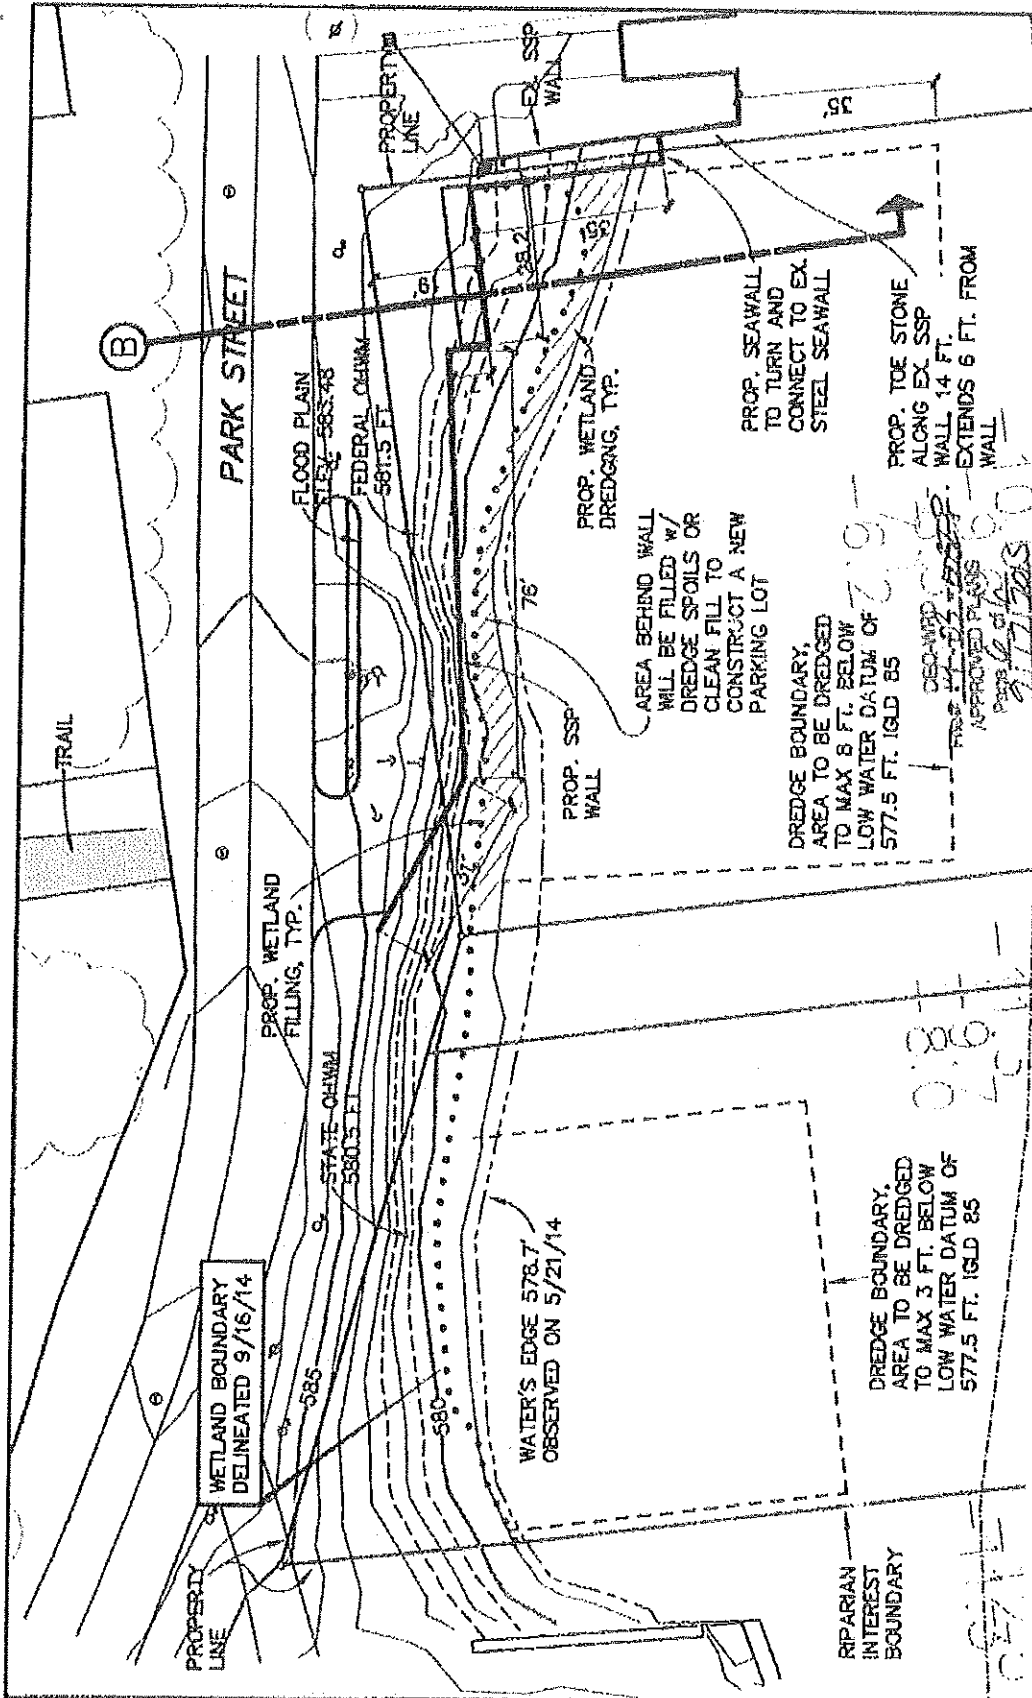 TRAIL
PARK STREET
B
WETLAND BOUNDARY
DELINEATED 9/16/14
PROPERTY
LINE
585
580
STATE OHWM
580.5 FT
PROP. WETLAND
FILLING, TYP.
FLOOD PLAIN
ELEV. 583.48
FEDERAL OHWM
581.5 FT
PROPERTY
LINE
EX. SSP
WALL
19'
28.2'
35'
35'
76'
37'
WATER'S EDGE 578.7'
OBSERVED ON 5/21/14
PROP. SSP
WALL
AREA BEHIND WALL
WILL BE FILLED w/
DREDGE SPOILS OR
CLEAN FILL TO
CONSTRUCT A NEW
PARKING LOT
PROP. WETLAND
DREDGING, TYP.
PROP. SEAWALL
TO TURN AND
CONNECT TO EX.
STEEL SEAWALL
PROP. TOE STONE
ALONG EX. SSP
WALL 14 FT.
EXTENDS 6 FT. FROM
WALL
DREDGE BOUNDARY,
AREA TO BE DREDGED
TO MAX 8 FT. BELOW
LOW WATER DATUM OF
577.5 FT. IGLD 85
DREDGE BOUNDARY,
AREA TO BE DREDGED
TO MAX 3 FT. BELOW
LOW WATER DATUM OF
577.5 FT. IGLD 85
RIPARIAN
INTEREST
BOUNDARY
APPROVED PLANS